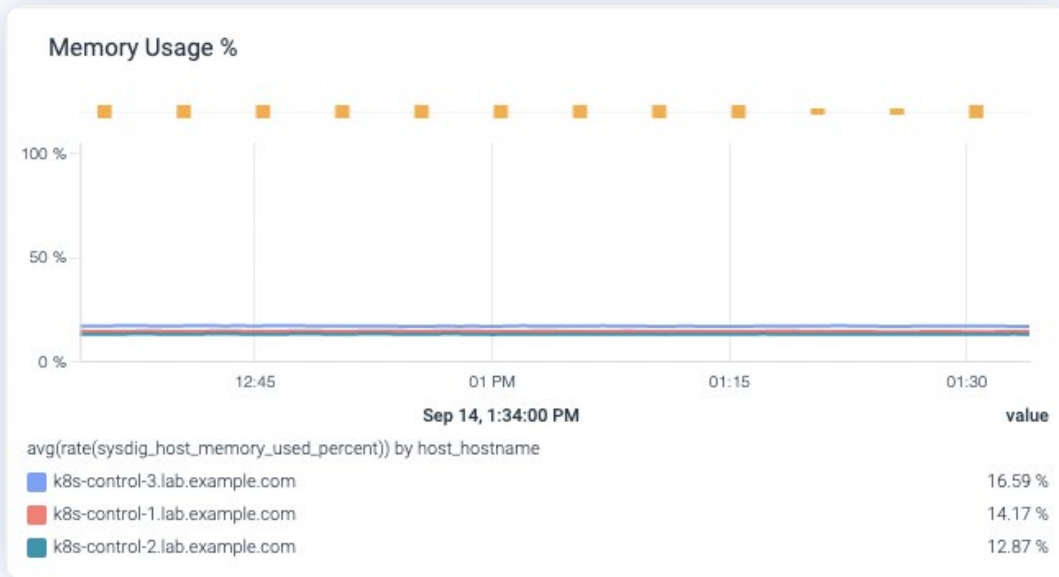 Memory Usage %
100 %
50 %
0 %
12:45 01 PM 01:15 01:30
Sep 14, 1:34:00 PM value
avg(rate(sysdig_host_memory_used_percent)) by host_hostname
k8s-control-3.lab.example.com 16.59 %
k8s-control-1.lab.example.com 14.17 %
k8s-control-2.lab.example.com 12.87 %